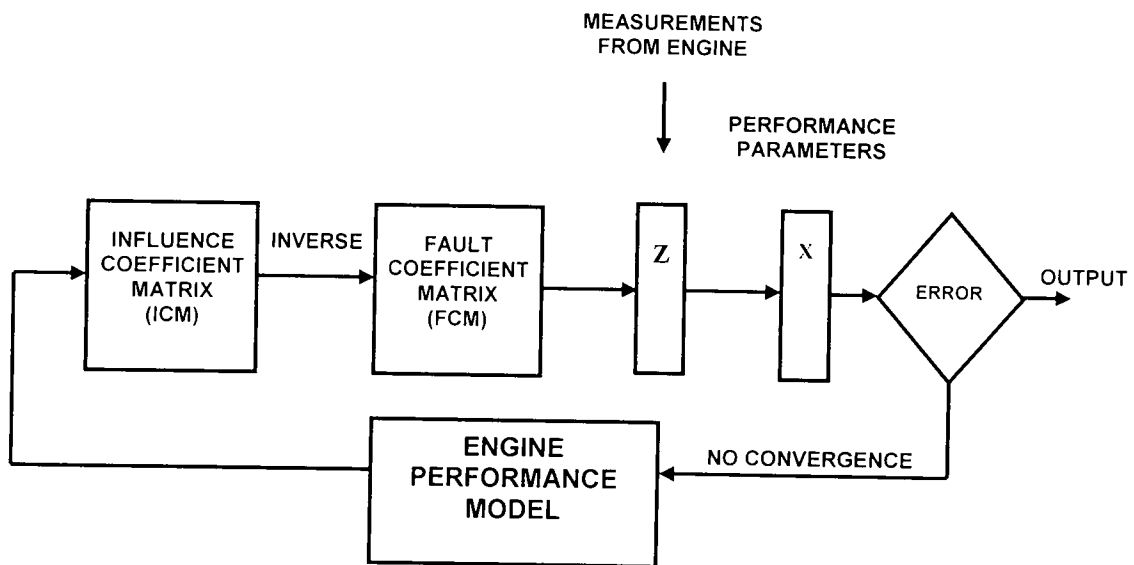 MEASUREMENTS
FROM ENGINE
PERFORMANCE
PARAMETERS
INFLUENCE
COEFFICIENT
MATRIX
(ICM)
INVERSE
FAULT
COEFFICIENT
MATRIX
(FCM)
Z
X
ERROR
OUTPUT
NO CONVERGENCE
ENGINE
PERFORMANCE
MODEL